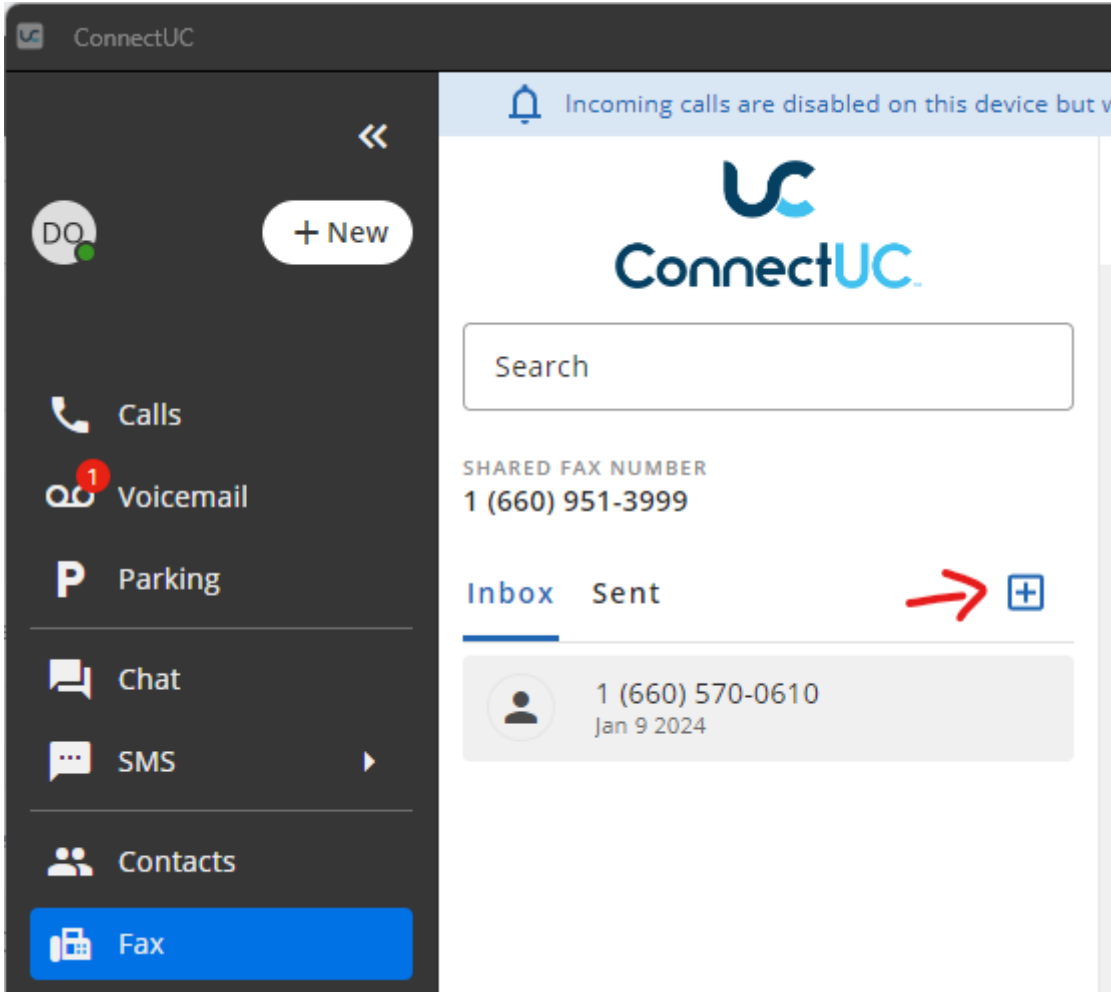 ConnectUC
Incoming calls are disabled on this device but
DO
+ New
UC
ConnectUC
Search
SHARED FAX NUMBER
1 (660) 951-3999
Calls
1
Voicemail
Parking
Inbox Sent
Chat
1 (660) 570-0610
Jan 9 2024
SMS
Contacts
Fax